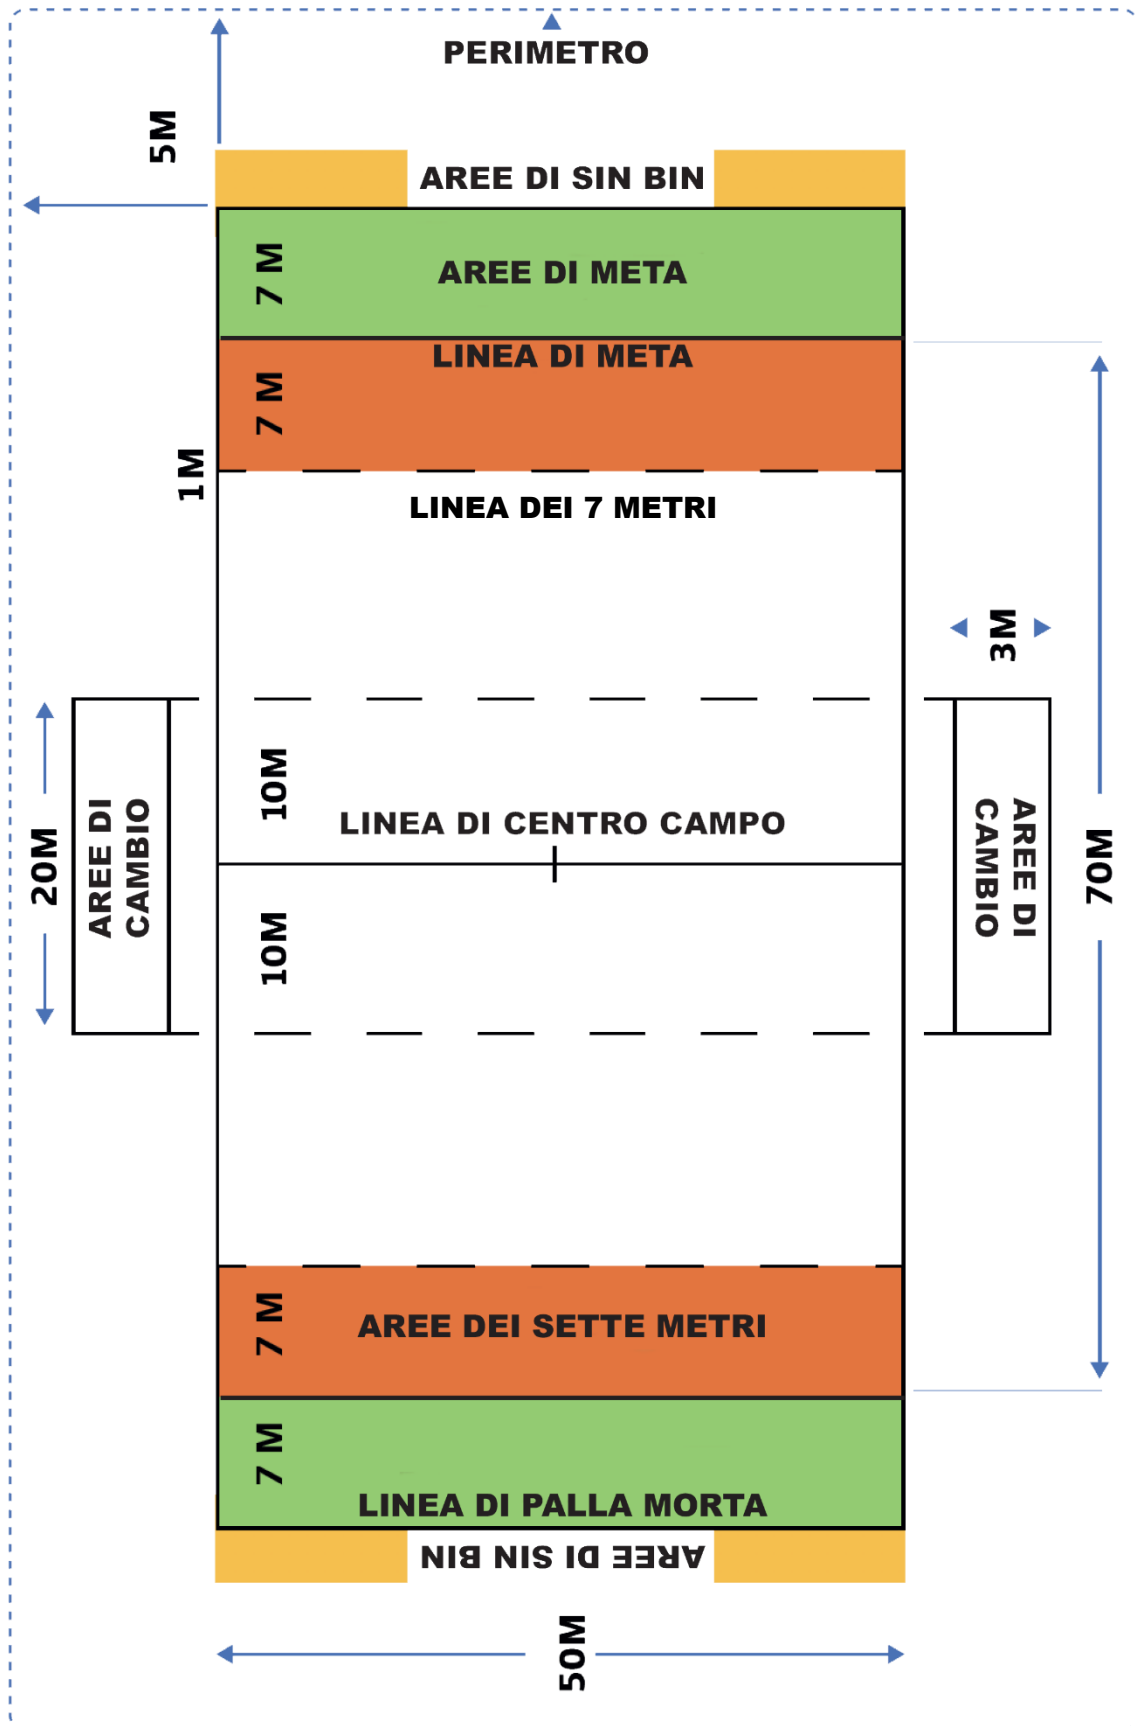 PERIMETRO
5M
AREE DI SIN BIN
7 M
AREE DI META
LINEA DI META
7 M
1M
LINEA DEI 7 METRI
3M
10M
AREE DI
CAMBIO
20M
LINEA DI CENTRO CAMPO
AREE DI
CAMBIO
70M
10M
7 M
AREE DEI SETTE METRI
7 M
LINEA DI PALLA MORTA
AREE DI SIN BIN
50M